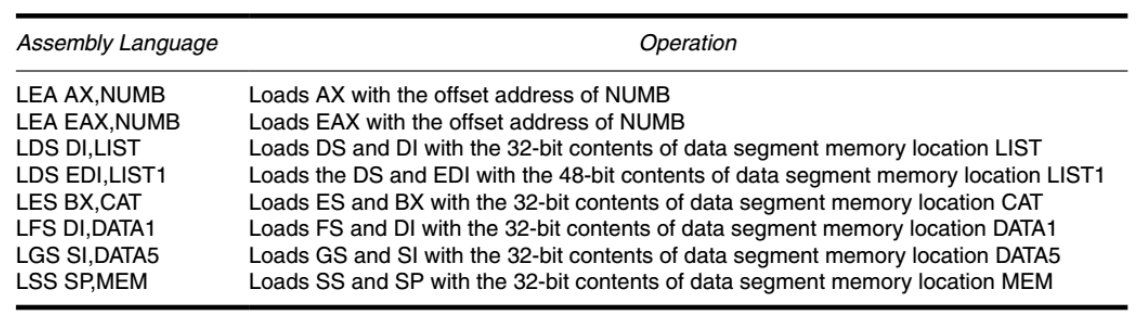 Assembly Language Operation
LEA AX,NUMB Loads AX with the offset address of NUMB
LEA EAX,NUMB Loads EAX with the offset address of NUMB
LDS DI,LIST Loads DS and DI with the 32-bit contents of data segment memory location LIST
LDS EDI,LIST1 Loads the DS and EDI with the 48-bit contents of data segment memory location LIST1
LES BX,CAT Loads ES and BX with the 32-bit contents of data segment memory location CAT
LFS DI,DATA1 Loads FS and DI with the 32-bit contents of data segment memory location DATA1
LGS SI,DATA5 Loads GS and SI with the 32-bit contents of data segment memory location DATA5
LSS SP,MEM Loads SS and SP with the 32-bit contents of data segment memory location MEM